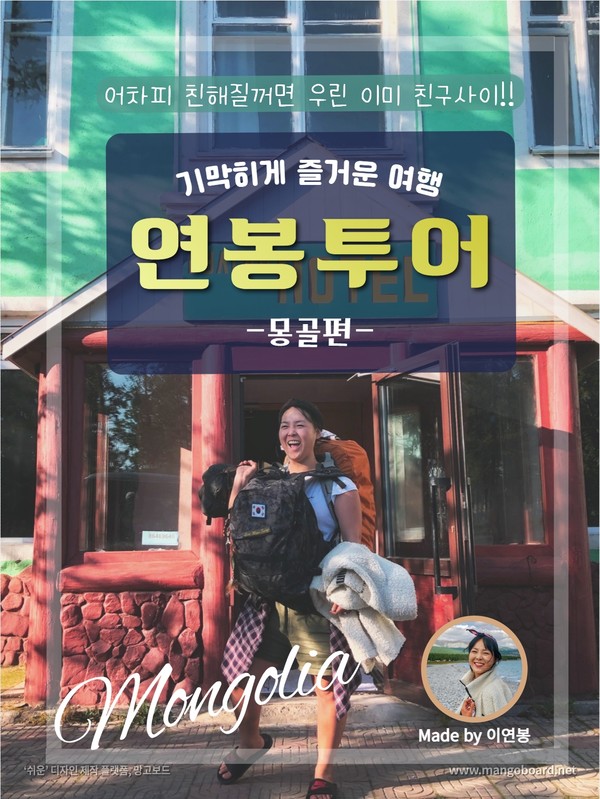 어차피 친해질꺼면 우린 이미 친구사이!!
기막히게 즐거운 여행
연봉투어
HOTEL
-몽골편-
Mongolia
Made by 이연봉
'쉬운' 디자인 제작 플랫폼, 망고보드
www.mangoboard.net